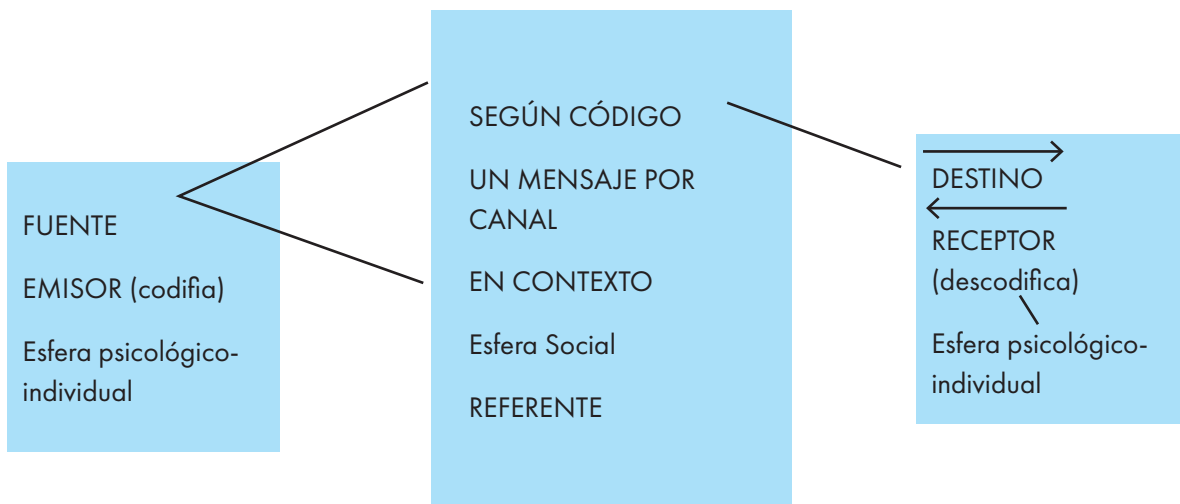 FUENTE
EMISOR (codifia)
Esfera psicológico-
individual
SEGÚN CÓDIGO
UN MENSAJE POR
CANAL
EN CONTEXTO
Esfera Social
REFERENTE
DESTINO
RECEPTOR
(descodifica)
Esfera psicológico-
individual